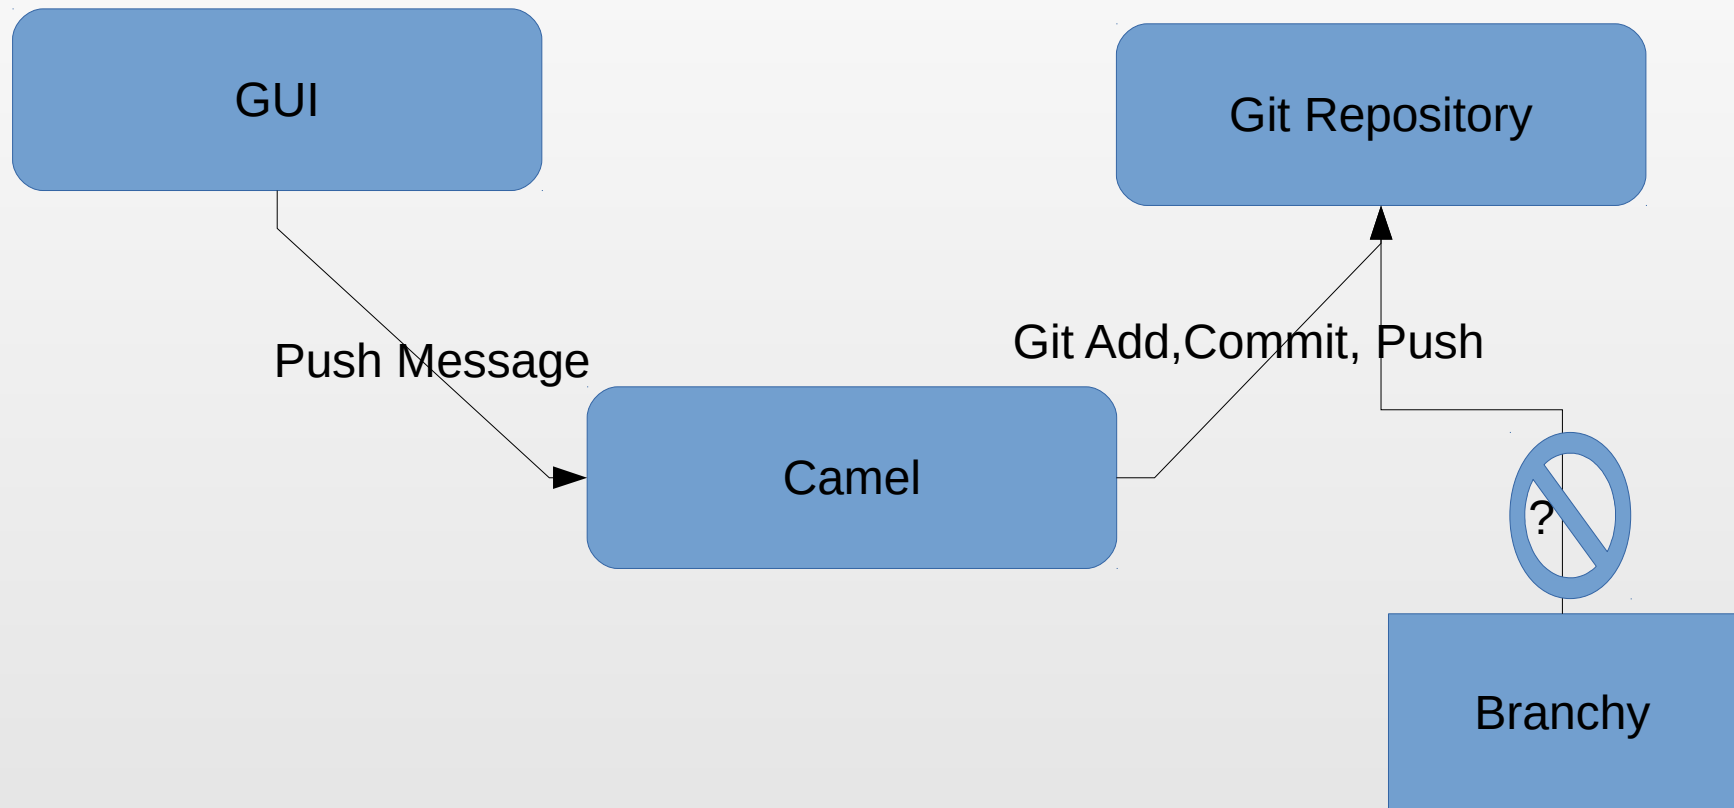 GUI
Git Repository
Push Message
Git Add,Commit, Push
Camel
?
Branchy